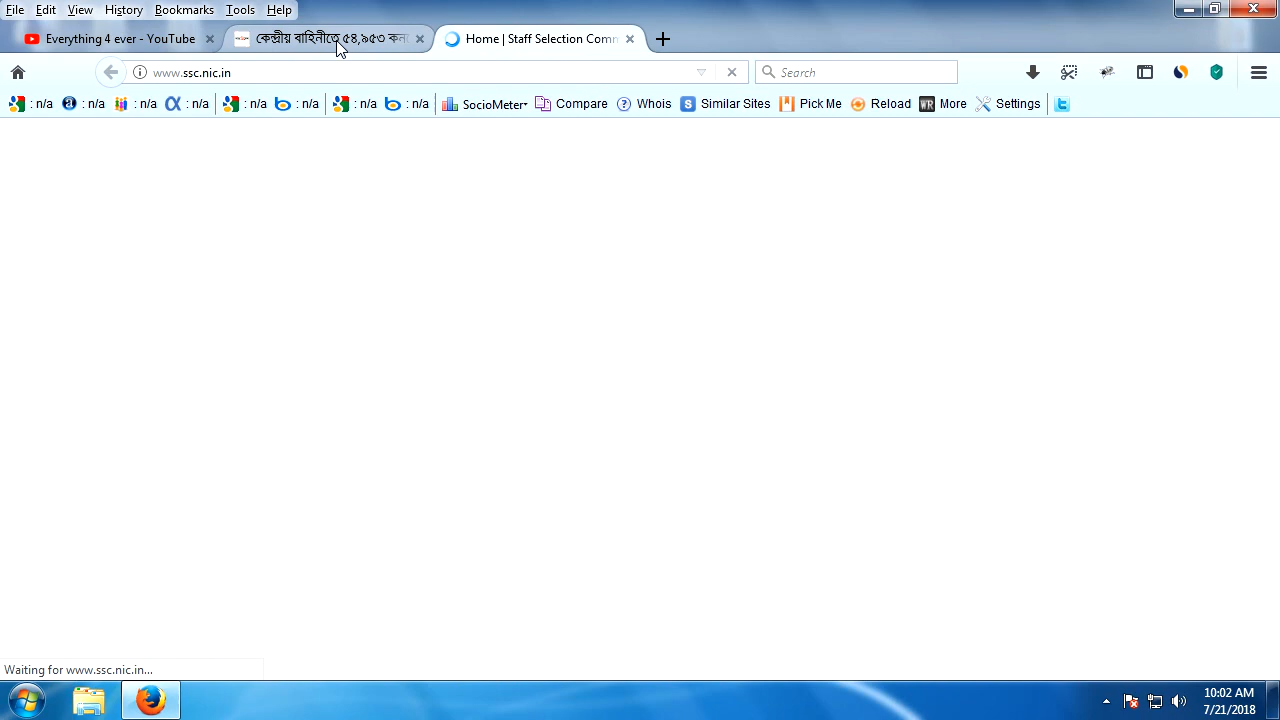 File Edit View History Bookmarks Tools Help
Everything 4 ever - YouTube
কেন্দ্রীয় বাহিনীতে ৫৪,৯৫৩
Home | Staff Selection Comm
www.ssc.nic.in
Search
: n/a : n/a : n/a : n/a : n/a : n/a : n/a : n/a SocioMeter Compare Whois Similar Sites Pick Me Reload WR More Settings
Waiting for www.ssc.nic.in...
10:02 AM
7/21/2018